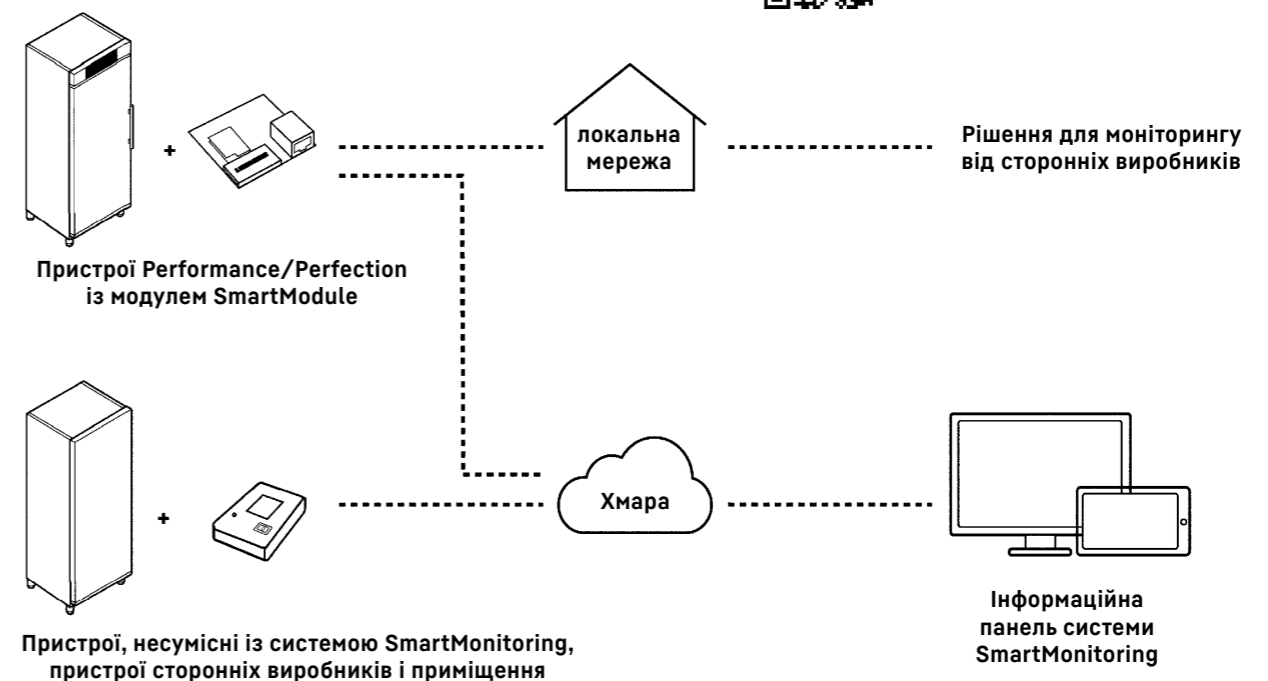 +
локальна
мережа
Рішення для моніторингу
від сторонніх виробників
Пристрої Performance/Perfection
із модулем SmartModule
+
Хмара
Інформаційна
панель системи
SmartMonitoring
Пристрої, несумісні із системою SmartMonitoring,
пристрої сторонніх виробників і приміщення